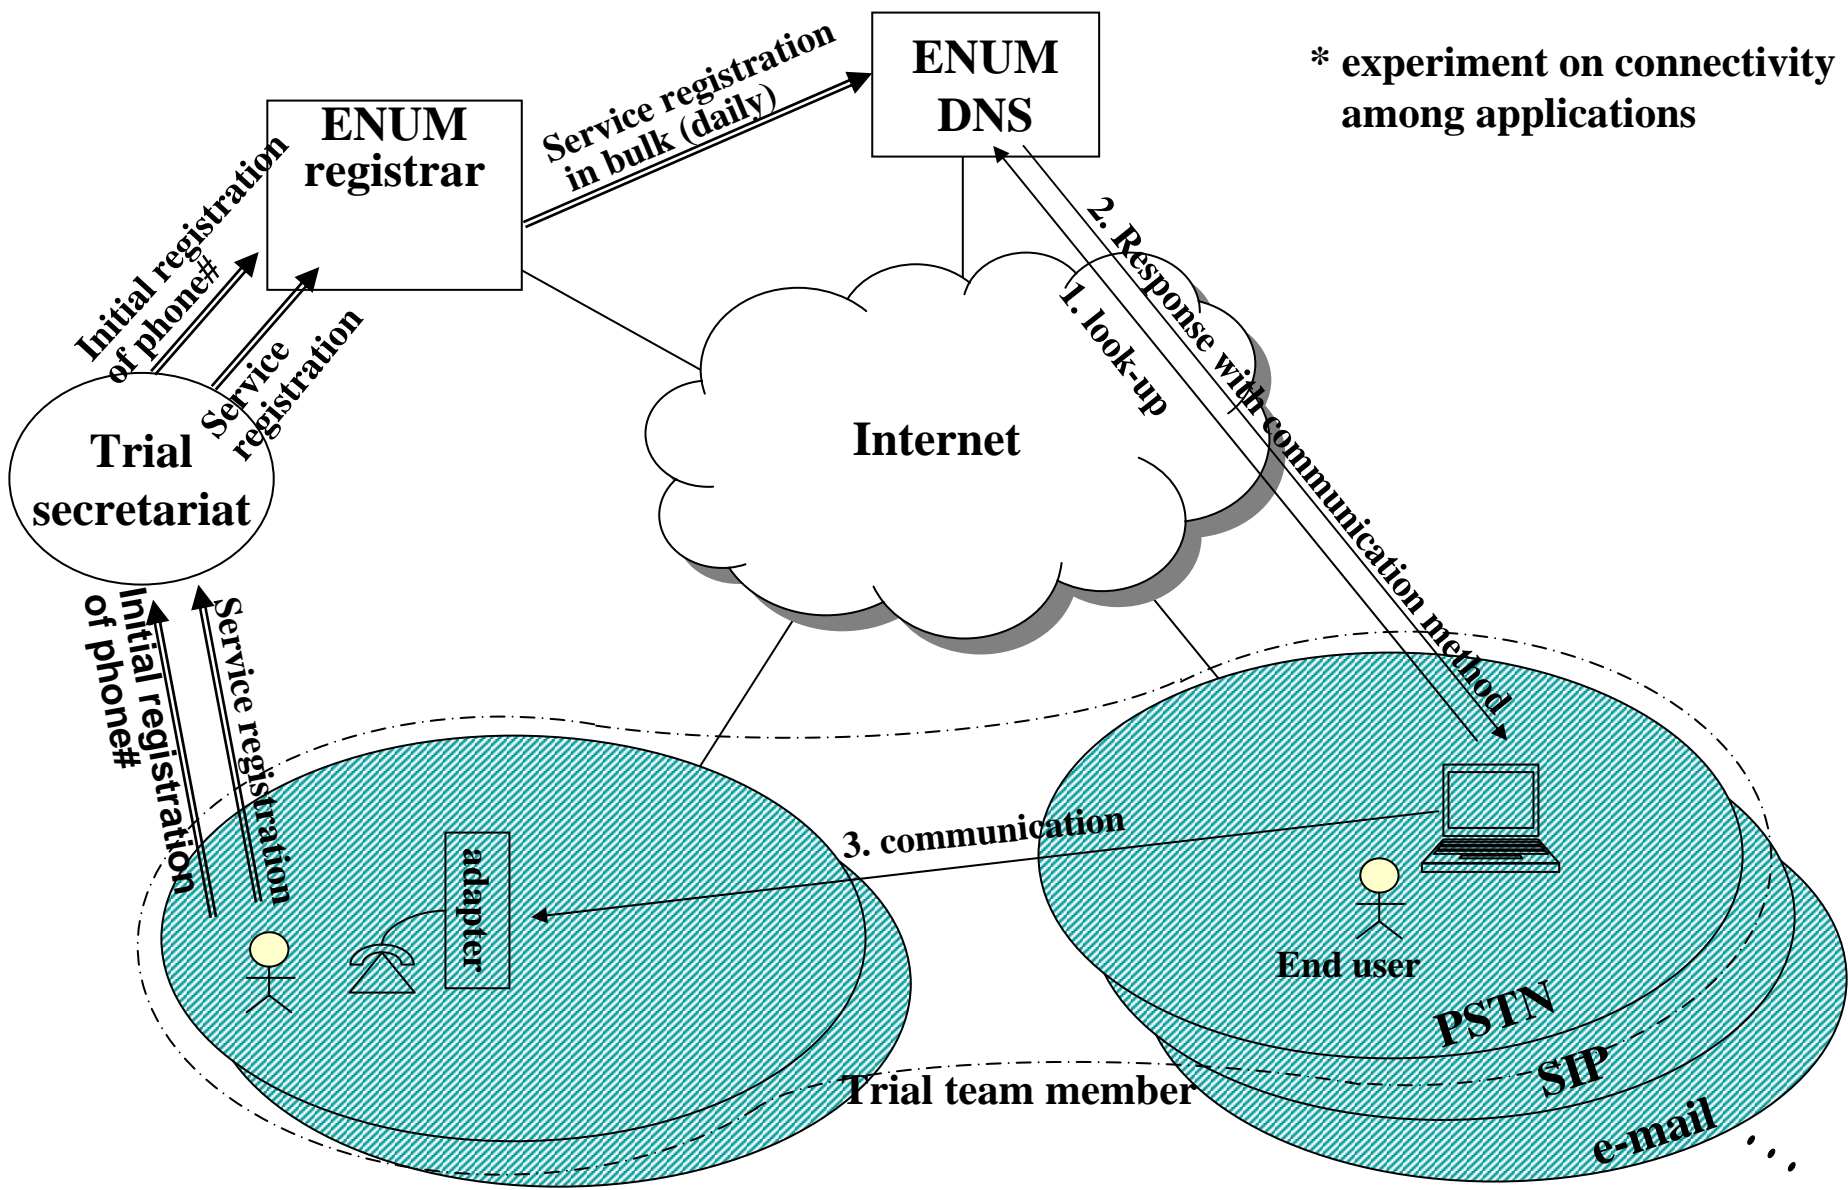 ENUM
DNS
* experiment on connectivity
among applications
ENUM
registrar
Service registration
in bulk (daily)
Initial registration
of phone#
Service
registration
2. Response with communication method
1. look-up
Internet
Trial
secretariat
Initial registration
of phone#
Service registration
3. communication
adapter
End user
PSTN
SIP
e-mail
. . .
Trial team member